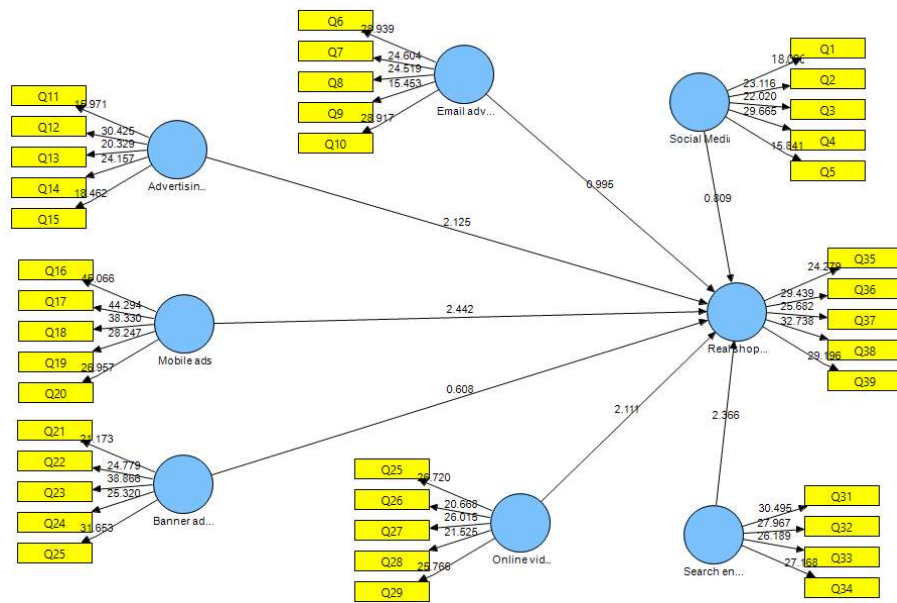 Q6
28.939
Q7
24.604
Q8
24.519
Q9
15.453
Q10
28.917
Email adv...
Q1
Q2
23.116
Q3
22.020
Q4
29.665
Q5
15.841
Social Media
Q11
15.971
Q12
30.425
Q13
20.329
Q14
24.157
Q15
18.462
Advertisin...
0.995
0.809
2.125
Q16
45.066
Q17
44.294
Q18
38.330
Q19
28.247
Q20
26.957
Mobile ads
2.442
Q35
24.279
Q36
29.439
Q37
25.682
Q38
32.738
Q39
29.196
Real shop...
0.608
2.111
2.366
Q21
21.173
Q22
24.779
Q23
38.866
Q24
25.320
Q25
31.653
Banner ad...
Q25
26.720
Q26
20.668
Q27
26.015
Q28
21.525
Q29
25.766
Online vid...
Q31
30.495
Q32
27.967
Q33
26.189
Q34
27.168
Search en...